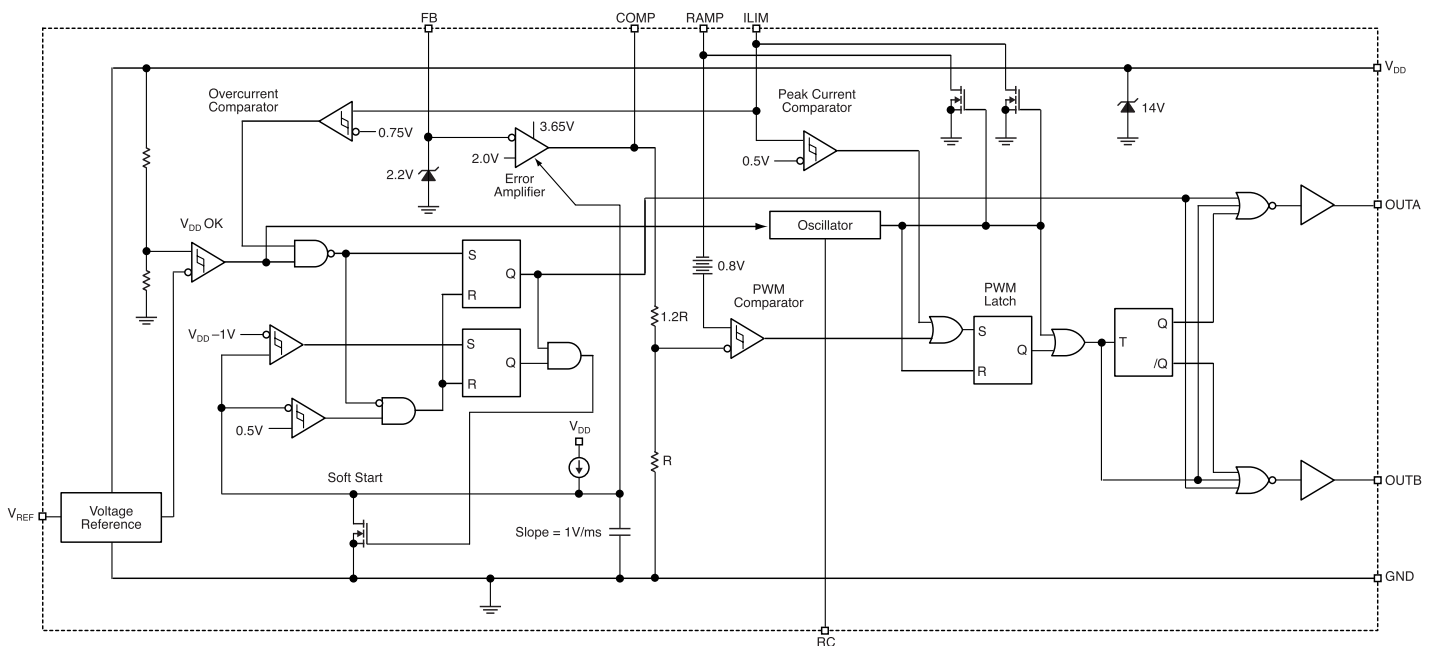 FB
COMP
RAMP
ILIM
VDD
Overcurrent
Comparator
0.75V
3.65V
2.0V
2.2V
Error
Amplifier
Peak Current
Comparator
0.5V
14V
OUTA
VDD OK
Oscillator
S
Q
R
0.8V
PWM
Comparator
1.2R
PWM
Latch
S
Q
R
T
Q
/Q
VDD –1V
S
Q
R
0.5V
VDD
R
OUTB
Soft Start
VREF
Voltage
Reference
Slope = 1V/ms
GND
RC